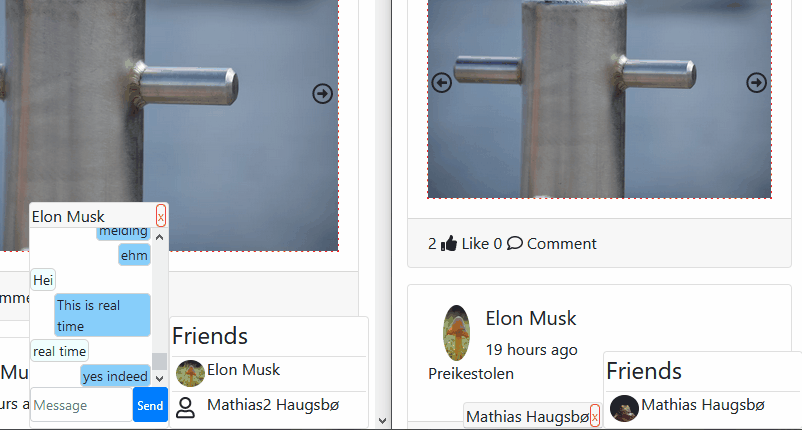 Elon Musk x
melding
ehm
Hei
This is real
time
real time
yes indeed
Message Send
mme
Mu
urs a
Friends
Elon Musk
Mathias2 Haugsbø
2 Like 0 Comment
Elon Musk
19 hours ago
Preikestolen
Mathias Haugsbø x
Friends
Mathias Haugsbø